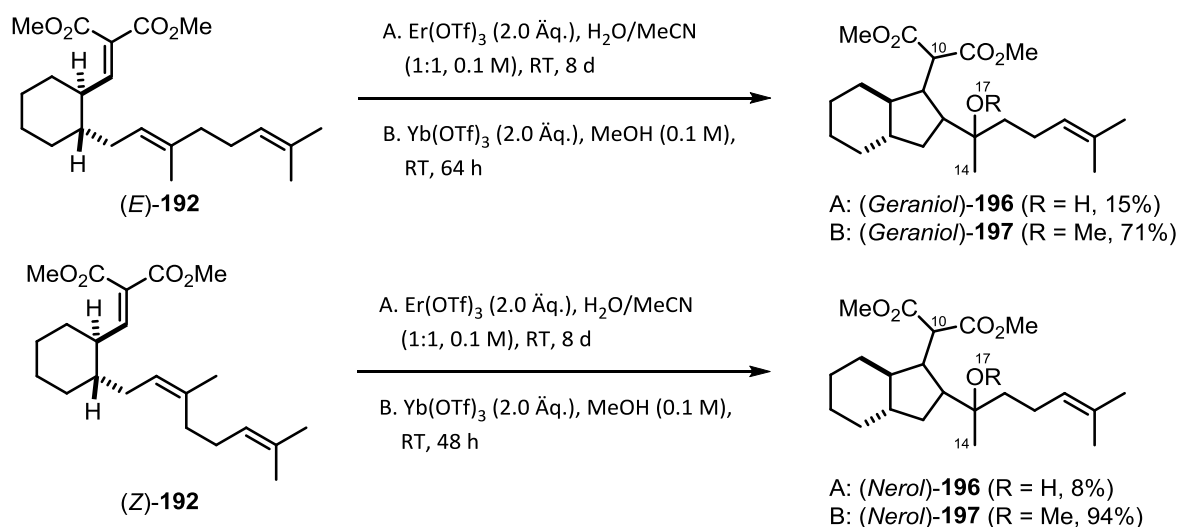 MeO₂C CO₂Me
H
H
(E)-192
A. Er(OTf)₃ (2.0 Äq.), H₂O/MeCN
(1:1, 0.1 M), RT, 8 d
B. Yb(OTf)₃ (2.0 Äq.), MeOH (0.1 M),
RT, 64 h
MeO₂C 10 CO₂Me
17
OR
14
A: (Geraniol)-196 (R = H, 15%)
B: (Geraniol)-197 (R = Me, 71%)
MeO₂C CO₂Me
H
H
(Z)-192
A. Er(OTf)₃ (2.0 Äq.), H₂O/MeCN
(1:1, 0.1 M), RT, 8 d
B. Yb(OTf)₃ (2.0 Äq.), MeOH (0.1 M),
RT, 48 h
MeO₂C 10 CO₂Me
17
OR
14
A: (Nerol)-196 (R = H, 8%)
B: (Nerol)-197 (R = Me, 94%)